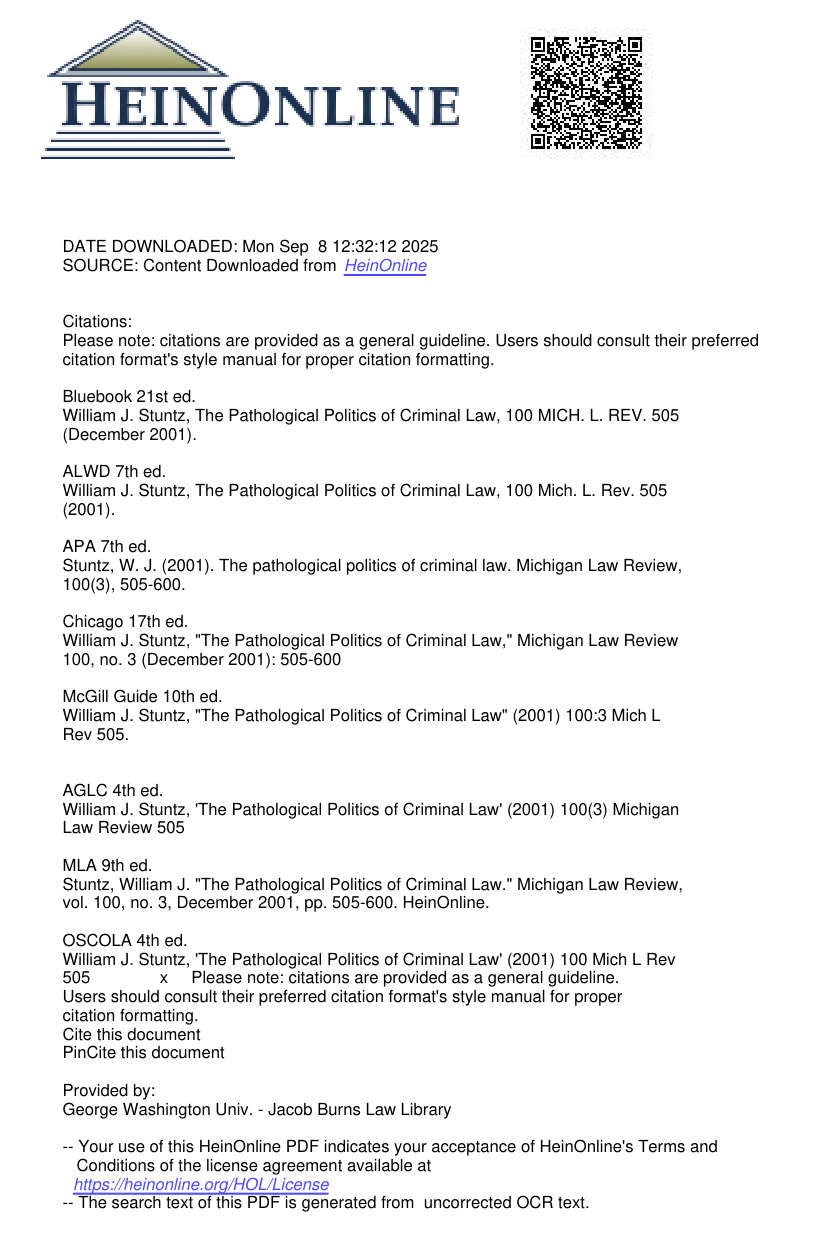 HEINONLINE
DATE DOWNLOADED: Mon Sep 8 12:32:12 2025
SOURCE: Content Downloaded from HeinOnline
Citations:
Please note: citations are provided as a general guideline. Users should consult their preferred
citation format's style manual for proper citation formatting.
Bluebook 21st ed.
William J. Stuntz, The Pathological Politics of Criminal Law, 100 MICH. L. REV. 505
(December 2001).
ALWD 7th ed.
William J. Stuntz, The Pathological Politics of Criminal Law, 100 Mich. L. Rev. 505
(2001).
APA 7th ed.
Stuntz, W. J. (2001). The pathological politics of criminal law. Michigan Law Review,
100(3), 505-600.
Chicago 17th ed.
William J. Stuntz, "The Pathological Politics of Criminal Law," Michigan Law Review
100, no. 3 (December 2001): 505-600
McGill Guide 10th ed.
William J. Stuntz, "The Pathological Politics of Criminal Law" (2001) 100:3 Mich L
Rev 505.
AGLC 4th ed.
William J. Stuntz, 'The Pathological Politics of Criminal Law' (2001) 100(3) Michigan
Law Review 505
MLA 9th ed.
Stuntz, William J. "The Pathological Politics of Criminal Law." Michigan Law Review,
vol. 100, no. 3, December 2001, pp. 505-600. HeinOnline.
OSCOLA 4th ed.
William J. Stuntz, 'The Pathological Politics of Criminal Law' (2001) 100 Mich L Rev
505 x Please note: citations are provided as a general guideline.
Users should consult their preferred citation format's style manual for proper
citation formatting.
Cite this document
PinCite this document
Provided by:
George Washington Univ. - Jacob Burns Law Library
-- Your use of this HeinOnline PDF indicates your acceptance of HeinOnline's Terms and
Conditions of the license agreement available at
https://heinonline.org/HOL/License
-- The search text of this PDF is generated from uncorrected OCR text.